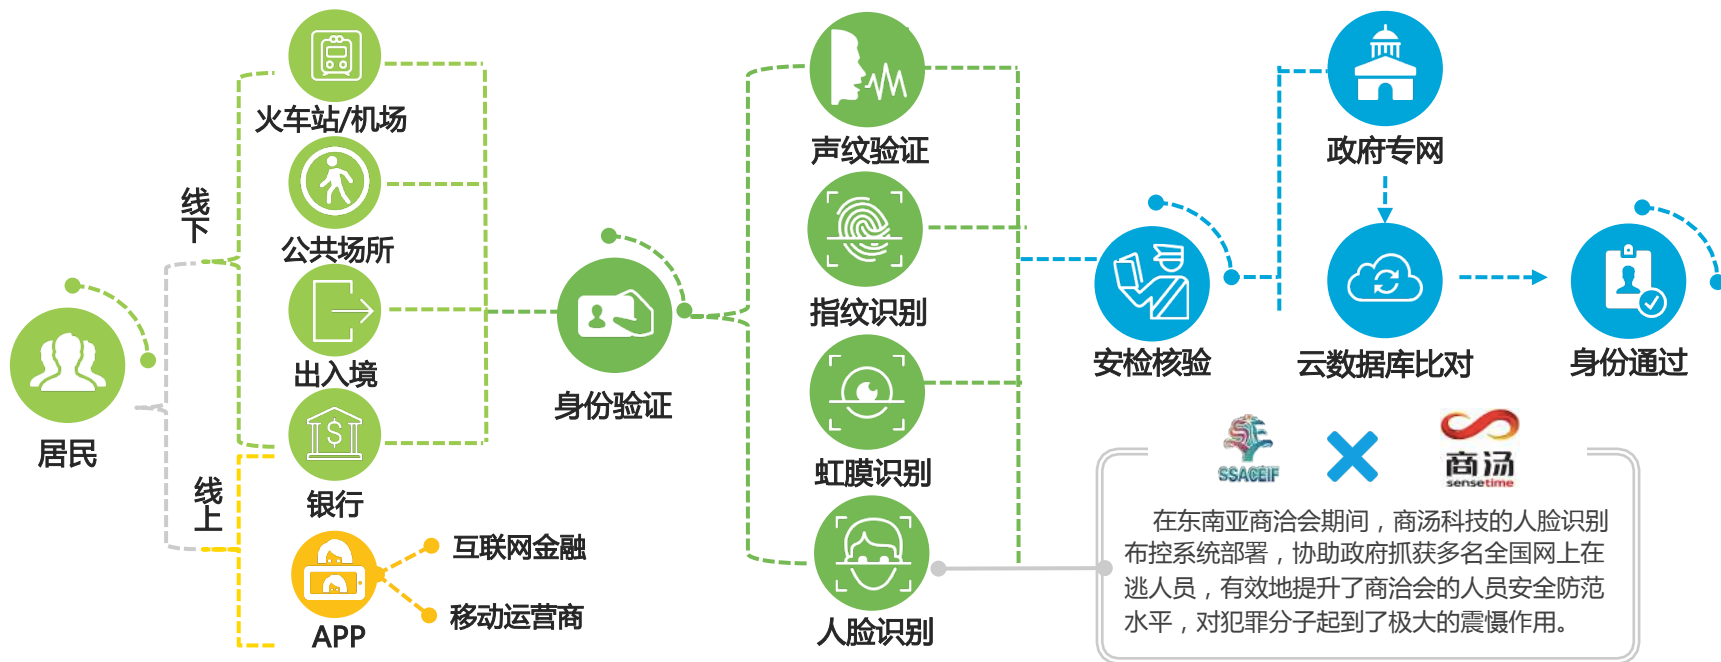 火车站/机场
线下
公共场所
出入境
居民
银行
线上
APP
互联网金融
移动运营商
身份验证
声纹验证
指纹识别
虹膜识别
人脸识别
安检核验
政府专网
云数据库比对
身份通过
SSACEIF
商汤
sensetime
在东南亚商洽会期间，商汤科技的人脸识别
布控系统部署，协助政府抓获多名全国网上在
逃人员，有效地提升了商洽会的人员安全防范
水平，对犯罪分子起到了极大的震慑作用。